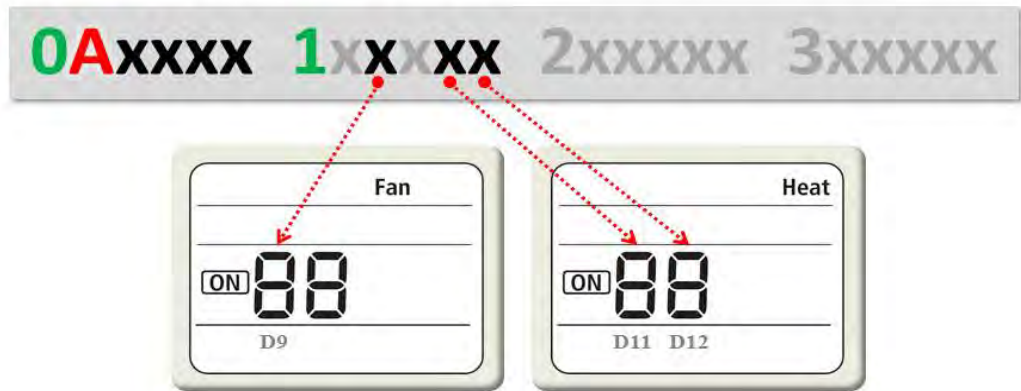 0Axxxx 1xxxxx 2xxxxx 3xxxxx
Fan
ON 88
D9
Heat
ON 88
D11 D12